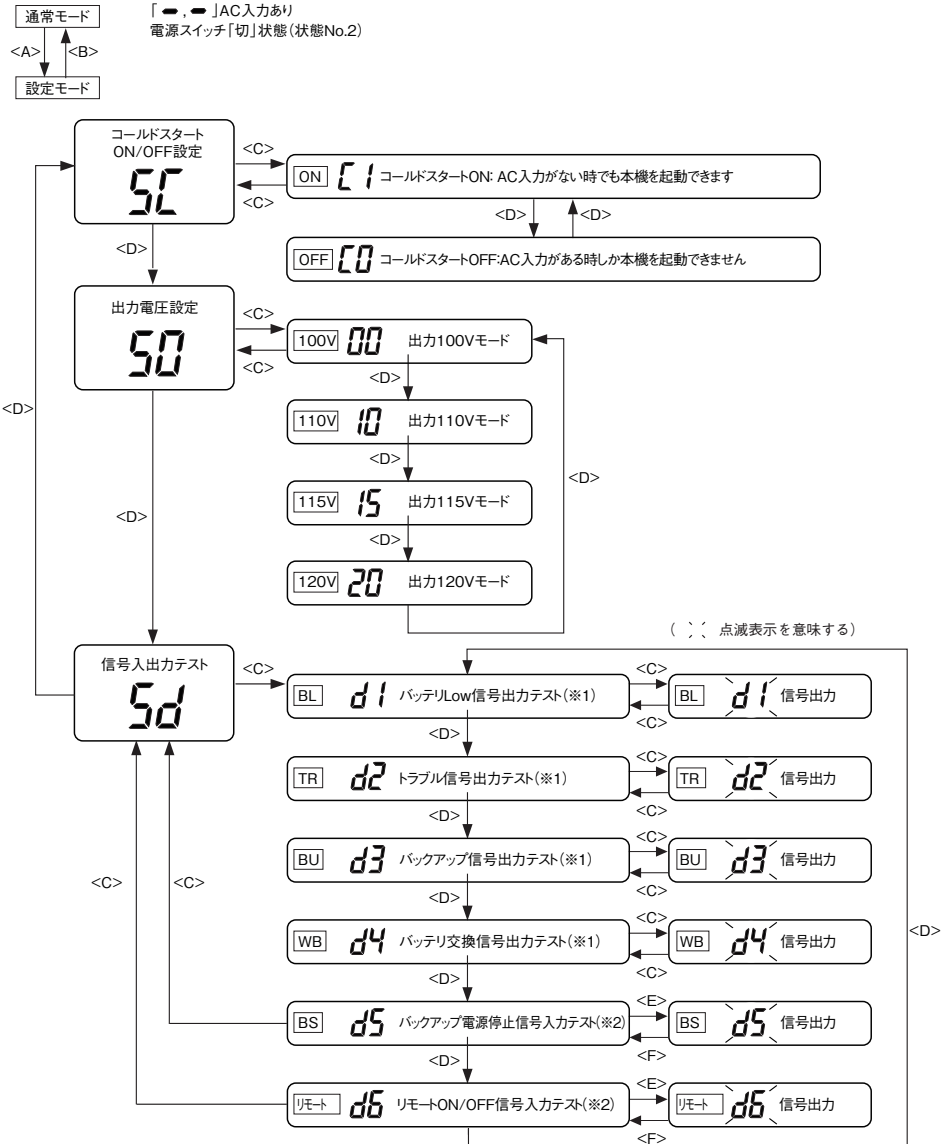 通常モード
「 ━ , ━ 」AC入力あり
電源スイッチ「切」状態(状態No.2)
<A>
<B>
設定モード
コールドスタート
ON/OFF設定
SC
<C>
<C>
ON C1 コールドスタートON: AC入力がない時でも本機を起動できます
<D>
<D>
OFF C0 コールドスタートOFF:AC入力がある時しか本機を起動できません
<D>
出力電圧設定
SO
<C>
<C>
100V 00 出力100Vモード
<D>
110V 10 出力110Vモード
<D>
115V 15 出力115Vモード
<D>
120V 20 出力120Vモード
<D>
<D>
<D>
( 点滅表示を意味する)
信号入出力テスト
Sd
<C>
BL d1 バッテリLow信号出力テスト(※1)
<C>
<C>
BL d1 信号出力
<D>
TR d2 トラブル信号出力テスト(※1)
<C>
<C>
TR d2 信号出力
<D>
BU d3 バックアップ信号出力テスト(※1)
<C>
<C>
BU d3 信号出力
<C>
<C>
<D>
WB d4 バッテリ交換信号出力テスト(※1)
<C>
<C>
WB d4 信号出力
<D>
<D>
BS d5 バックアップ電源停止信号入力テスト(※2)
<E>
<F>
BS d5 信号出力
<D>
リモート d6 リモートON/OFF信号入力テスト(※2)
<E>
<F>
リモート d6 信号出力